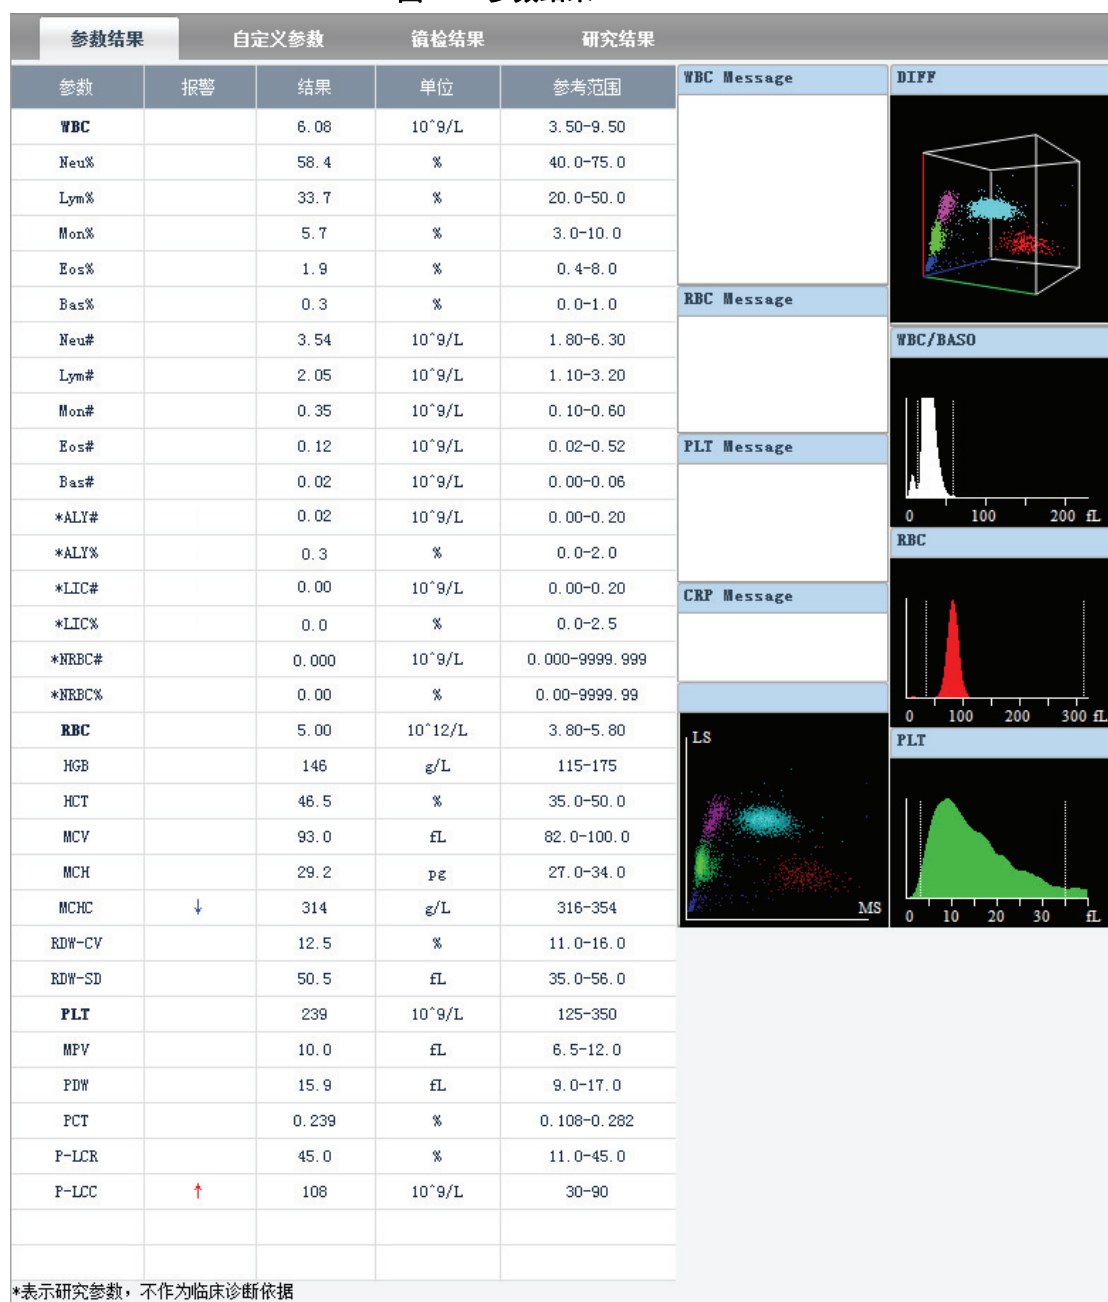 参数结果 自定义参数 镜检结果 研究结果
参数 报警 结果 单位 参考范围
WBC 6.08 10^9/L 3.50-9.50
Neu% 58.4 % 40.0-75.0
Lym% 33.7 % 20.0-50.0
Mon% 5.7 % 3.0-10.0
Eos% 1.9 % 0.4-8.0
Bas% 0.3 % 0.0-1.0
Neu# 3.54 10^9/L 1.80-6.30
Lym# 2.05 10^9/L 1.10-3.20
Mon# 0.35 10^9/L 0.10-0.60
Eos# 0.12 10^9/L 0.02-0.52
Bas# 0.02 10^9/L 0.00-0.06
*ALY# 0.02 10^9/L 0.00-0.20
*ALY% 0.3 % 0.0-2.0
*LIC# 0.00 10^9/L 0.00-0.20
*LIC% 0.0 % 0.0-2.5
*NRBC# 0.000 10^9/L 0.000-9999.999
*NRBC% 0.00 % 0.00-9999.99
RBC 5.00 10^12/L 3.80-5.80
HGB 146 g/L 115-175
HCT 46.5 % 35.0-50.0
MCV 93.0 fL 82.0-100.0
MCH 29.2 pg 27.0-34.0
MCHC ↓ 314 g/L 316-354
RDW-CV 12.5 % 11.0-16.0
RDW-SD 50.5 fL 35.0-56.0
PLT 239 10^9/L 125-350
MPV 10.0 fL 6.5-12.0
PDW 15.9 fL 9.0-17.0
PCT 0.239 % 0.108-0.282
P-LCR 45.0 % 11.0-45.0
P-LCC ↑ 108 10^9/L 30-90
*表示研究参数，不作为临床诊断依据
WBC Message
RBC Message
PLT Message
CRP Message
LS
MS
DIFF
WBC/BASO
0 100 200 fL
RBC
0 100 200 300 fL
PLT
0 10 20 30 fL